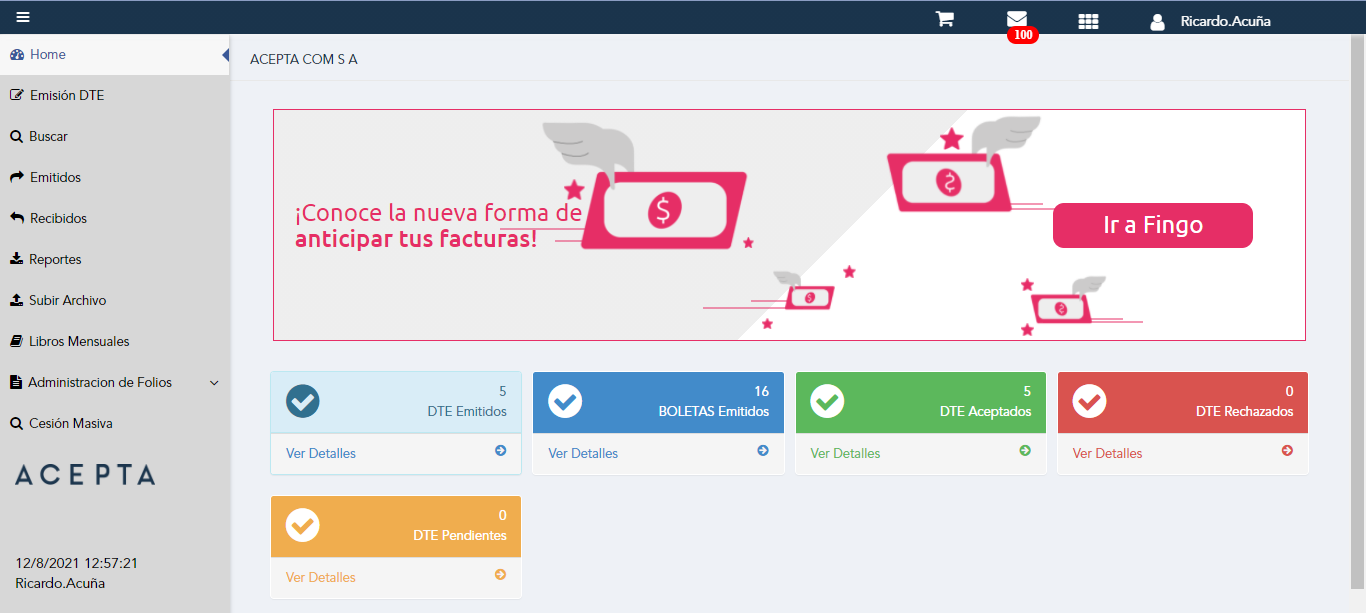 Ricardo.Acuña
100
Home
ACEPTA COM S A
Emisión DTE
Buscar
Emitidos
Recibidos
Reportes
Subir Archivo
Libros Mensuales
Administracion de Folios
Cesión Masiva
ACEPTA
12/8/2021 12:57:21
Ricardo.Acuña
¡Conoce la nueva forma de
anticipar tus facturas!
Ir a Fingo
5
DTE Emitidos
Ver Detalles
16
BOLETAS Emitidos
Ver Detalles
5
DTE Aceptados
Ver Detalles
0
DTE Rechazados
Ver Detalles
0
DTE Pendientes
Ver Detalles